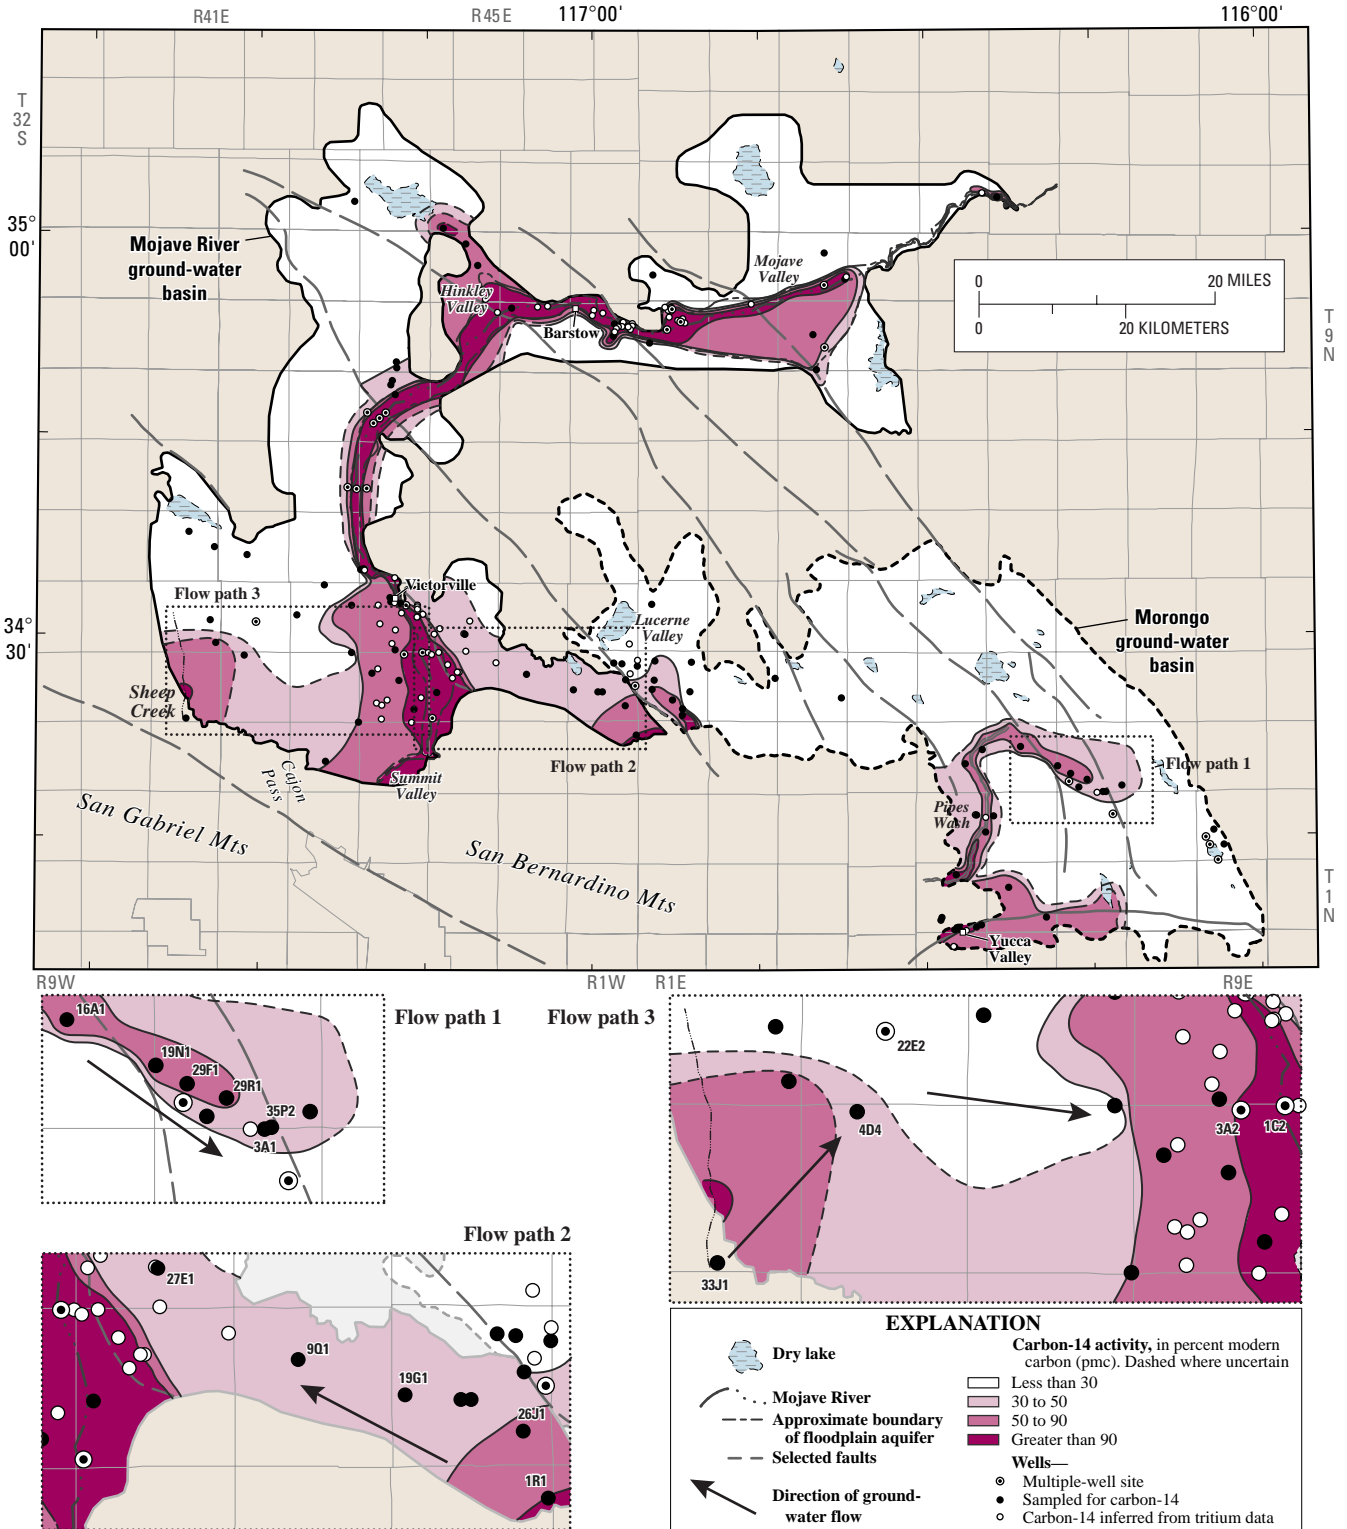 R41E
R45E
117°00'
116°00'
T
32
S
35°
00'
Mojave River
ground-water
basin
Hinkley
Valley
Barstow
Mojave
Valley
0
20 MILES
0
20 KILOMETERS
T
9
N
Flow path 3
Victorville
34°
30'
Lucerne
Valley
Morongo
ground-water
basin
Sheep
Creek
Flow path 2
Flow path 1
Cajon
Pass
Summit
Valley
Pipes
Wash
San Gabriel Mts
San Bernardino Mts
T
1
N
Yucca
Valley
R9W
R1W
R1E
R9E
Flow path 1
16A1
19N1
29F1
29R1
35P2
3A1
Flow path 3
22E2
4D4
3A2
1C2
33J1
Flow path 2
27E1
9Q1
19G1
26J1
1R1
EXPLANATION
Dry lake
Mojave River
Approximate boundary
of floodplain aquifer
Selected faults
Direction of ground-
water flow
Carbon-14 activity, in percent modern
carbon (pmc). Dashed where uncertain
Less than 30
30 to 50
50 to 90
Greater than 90
Wells—
Multiple-well site
Sampled for carbon-14
Carbon-14 inferred from tritium data